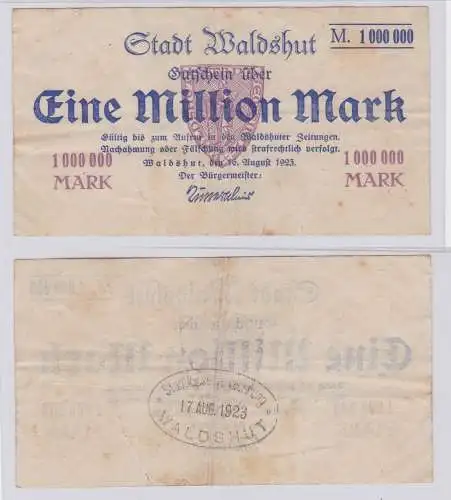 Stadt Waldshut
M. 1 000 000
Gutschein über
Eine Million Mark
Gültig bis zum Aufruf in den Waldshuter Zeitungen.
Nachahmung oder Fälschung wird strafrechtlich verfolgt.
Waldshut, den 16. August 1923.
Der Bürgermeister:
1 000 000
MARK
1 000 000
MARK
17 AUG. 1923
WALDSHUT